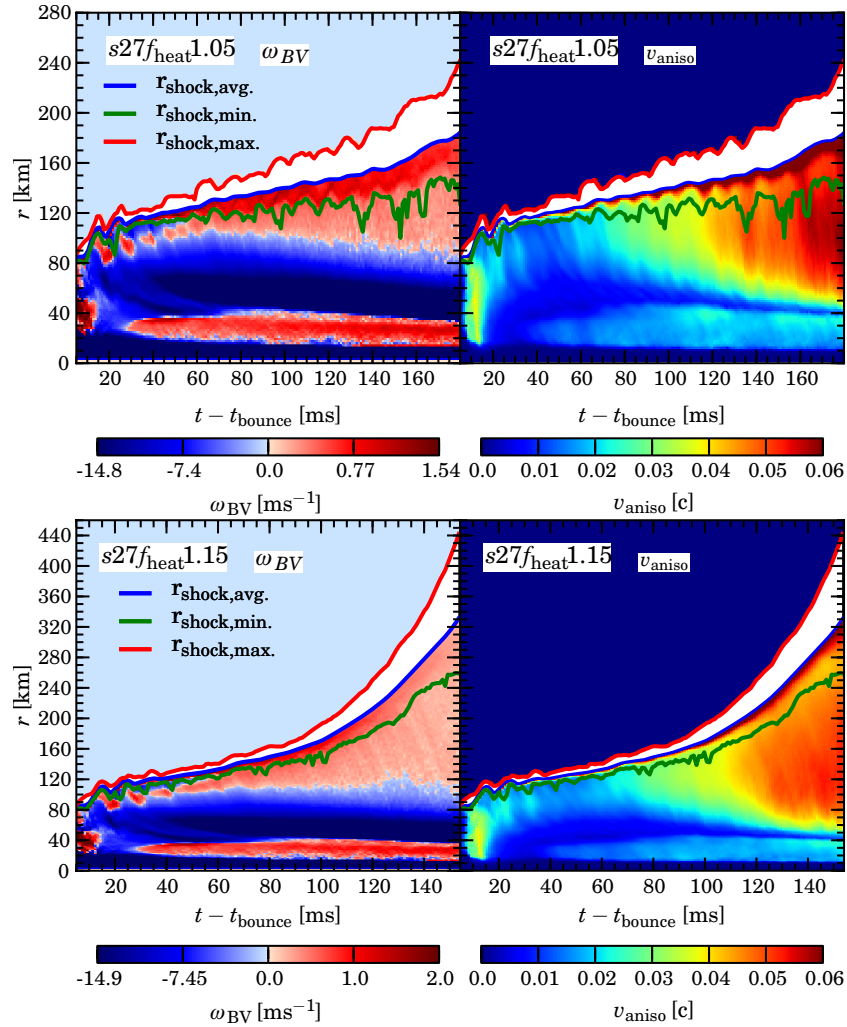 s27f_heat1.05 ω_BV
r_shock,avg.
r_shock,min.
r_shock,max.
s27f_heat1.05 v_aniso
280
240
200
160
120
80
40
0
r [km]
20 40 60 80 100 120 140 160
20 40 60 80 100 120 140 160
t − t_bounce [ms]
t − t_bounce [ms]
-14.8 -7.4 0.0 0.77 1.54
ω_BV [ms⁻¹]
0.0 0.01 0.02 0.03 0.04 0.05 0.06
v_aniso [c]
s27f_heat1.15 ω_BV
r_shock,avg.
r_shock,min.
r_shock,max.
s27f_heat1.15 v_aniso
440
400
360
320
280
240
200
160
120
80
40
0
r [km]
20 40 60 80 100 120 140
20 40 60 80 100 120 140
t − t_bounce [ms]
t − t_bounce [ms]
-14.9 -7.45 0.0 1.0 2.0
ω_BV [ms⁻¹]
0.0 0.01 0.02 0.03 0.04 0.05 0.06
v_aniso [c]